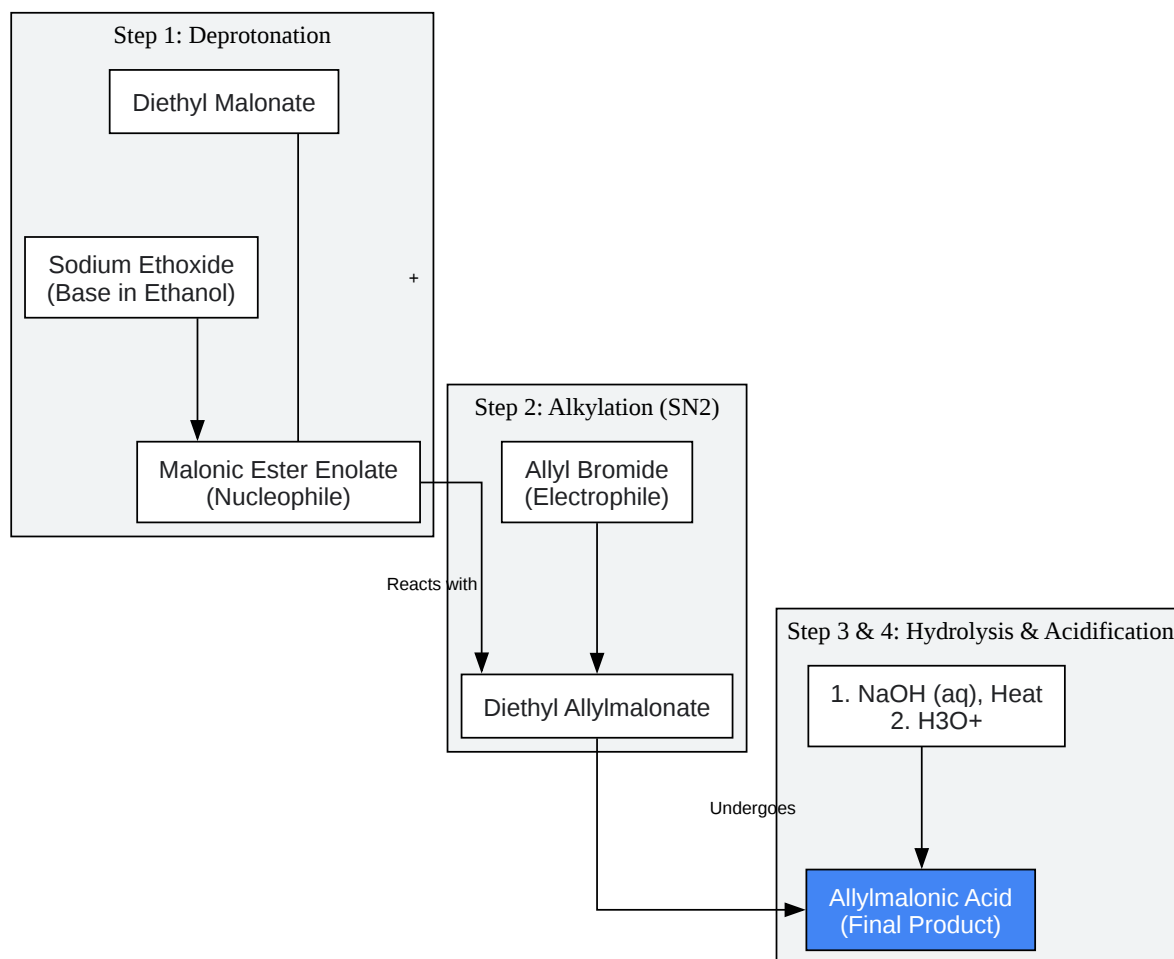 Step 1: Deprotonation
Diethyl Malonate
Sodium Ethoxide
(Base in Ethanol)
+
Malonic Ester Enolate
(Nucleophile)
Step 2: Alkylation (SN2)
Allyl Bromide
(Electrophile)
Reacts with
Diethyl Allylmalonate
Step 3 & 4: Hydrolysis & Acidification
1. NaOH (aq), Heat
2. H3O+
Undergoes
Allylmalonic Acid
(Final Product)